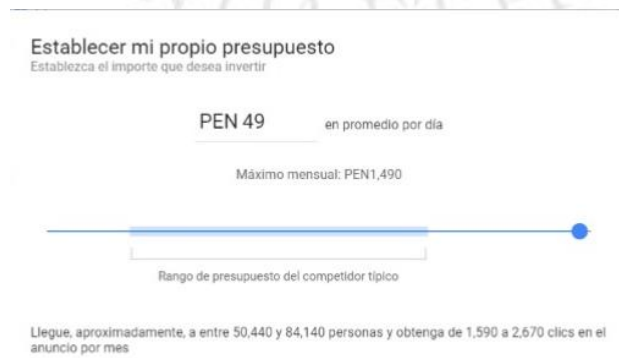 Establecer mi propio presupuesto
Establezca el importe que desea invertir
PEN 49 en promedio por día
Máximo mensual: PEN1,490
Rango de presupuesto del competidor típico
Llegue, aproximadamente, a entre 50,440 y 84,140 personas y obtenga de 1,590 a 2,670 clics en el
anuncio por mes